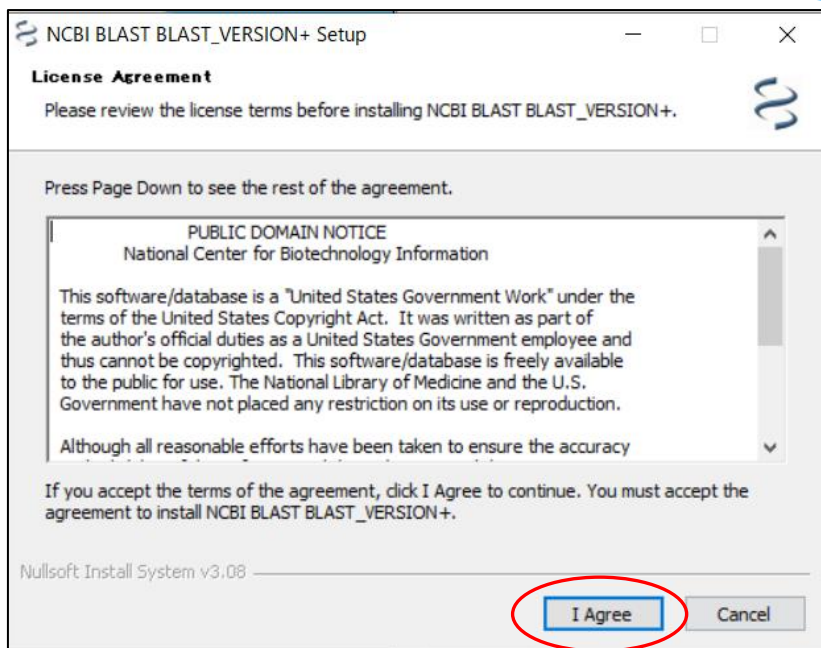 NCBI BLAST BLAST_VERSION+ Setup
License Agreement
Please review the license terms before installing NCBI BLAST BLAST_VERSION+.
Press Page Down to see the rest of the agreement.
PUBLIC DOMAIN NOTICE
National Center for Biotechnology Information
This software/database is a "United States Government Work" under the
terms of the United States Copyright Act.  It was written as part of
the author's official duties as a United States Government employee and
thus cannot be copyrighted.  This software/database is freely available
to the public for use. The National Library of Medicine and the U.S.
Government have not placed any restriction on its use or reproduction.
Although all reasonable efforts have been taken to ensure the accuracy
If you accept the terms of the agreement, click I Agree to continue. You must accept the
agreement to install NCBI BLAST BLAST_VERSION+.
Nullsoft Install System v3.08
I Agree
Cancel